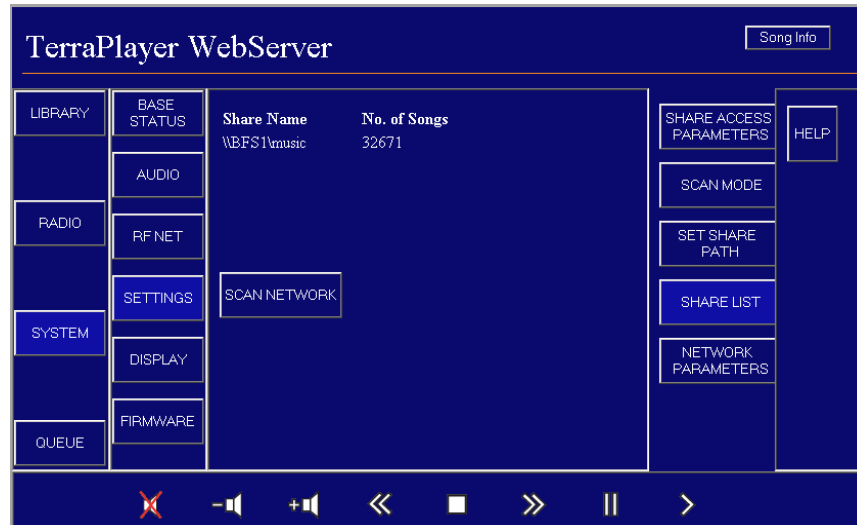 TerraPlayer WebServer
Song Info
LIBRARY
RADIO
SYSTEM
QUEUE
BASE
STATUS
AUDIO
RF NET
SETTINGS
DISPLAY
FIRMWARE
Share Name No. of Songs
\\BFS1\music 32671
SCAN NETWORK
SHARE ACCESS
PARAMETERS
SCAN MODE
SET SHARE
PATH
SHARE LIST
NETWORK
PARAMETERS
HELP